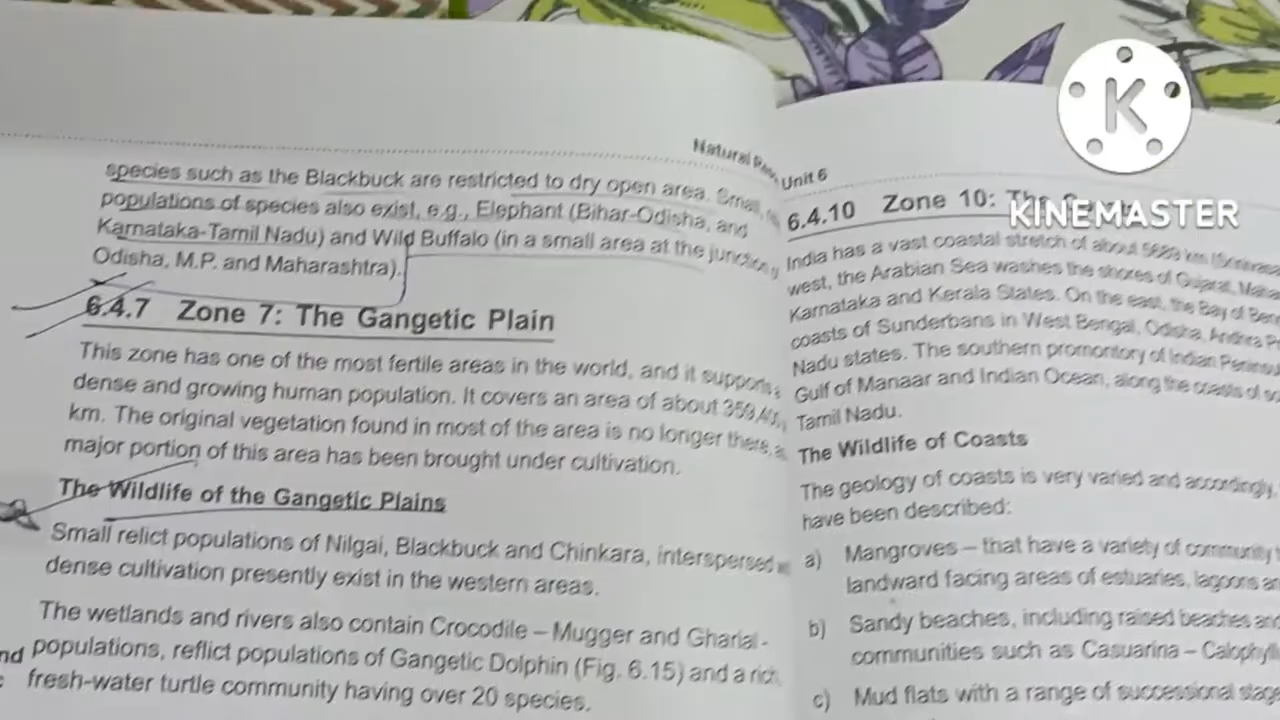 Natural
species such as the Blackbuck are restricted to dry open area. Small,
populations of species also exist, e.g., Elephant (Bihar-Odisha, and
Karnataka-Tamil Nadu) and Wild Buffalo (in a small area at the junction
Odisha, M.P. and Maharashtra).
6.4.7 Zone 7: The Gangetic Plain
This zone has one of the most fertile areas in the world, and it supports
dense and growing human population. It covers an area of about
km. The original vegetation found in most of the area is no longer there,
major portion of this area has been brought under cultivation.
The Wildlife of the Gangetic Plains
Small relict populations of Nilgai, Blackbuck and Chinkara, interspersed
dense cultivation presently exist in the western areas.
The wetlands and rivers also contain Crocodile – Mugger and Gharial -
populations, reflict populations of Gangetic Dolphin (Fig. 6.15) and a rich
fresh-water turtle community having over 20 species.
nd
Unit 6
6.4.10 Zone 10: The
India has a vast coastal stretch of about 5689 km
west, the Arabian Sea washes the shores of Gujarat,
Karnataka and Kerala States. On the east, the Bay of
coasts of Sunderbans in West Bengal, Odisha, Andhra
Nadu states. The southern promontory of Indian
Gulf of Manaar and Indian Ocean, along the coasts of
Tamil Nadu.
The Wildlife of Coasts
The geology of coasts is very varied and accordingly
have been described:
a) Mangroves – that have a variety of community
landward facing areas of estuaries, lagoons
b) Sandy beaches, including raised beaches and
communities such as Casuarina –
c) Mud flats with a range of successional
K
KINEMASTER